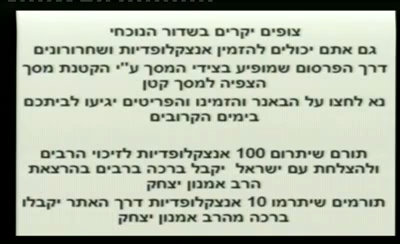 צופים יקרים בשדור הנוכחי
גם אתם יכולים להזמין אנצקלופדיות ושחרורונים
דרך הפרסום שמופיע בצידי המסך ע"י הקטנת מסך
הצפיה למסך קטן
נא לחצו על הבאנר והזמינו והפריטים יגיעו לביתכם
בימים הקרובים
תורם שיתרום 100 אנצקלופדיות לזיכוי הרבים
ולהצלחת עם ישראל יקבל ברכה ברבים בהרצאת
הרב אמנון יצחק
תורמים שיתרמו 10 אנצקלופדיות דרך האתר יקבלו
ברכה מהרב אמנון יצחק